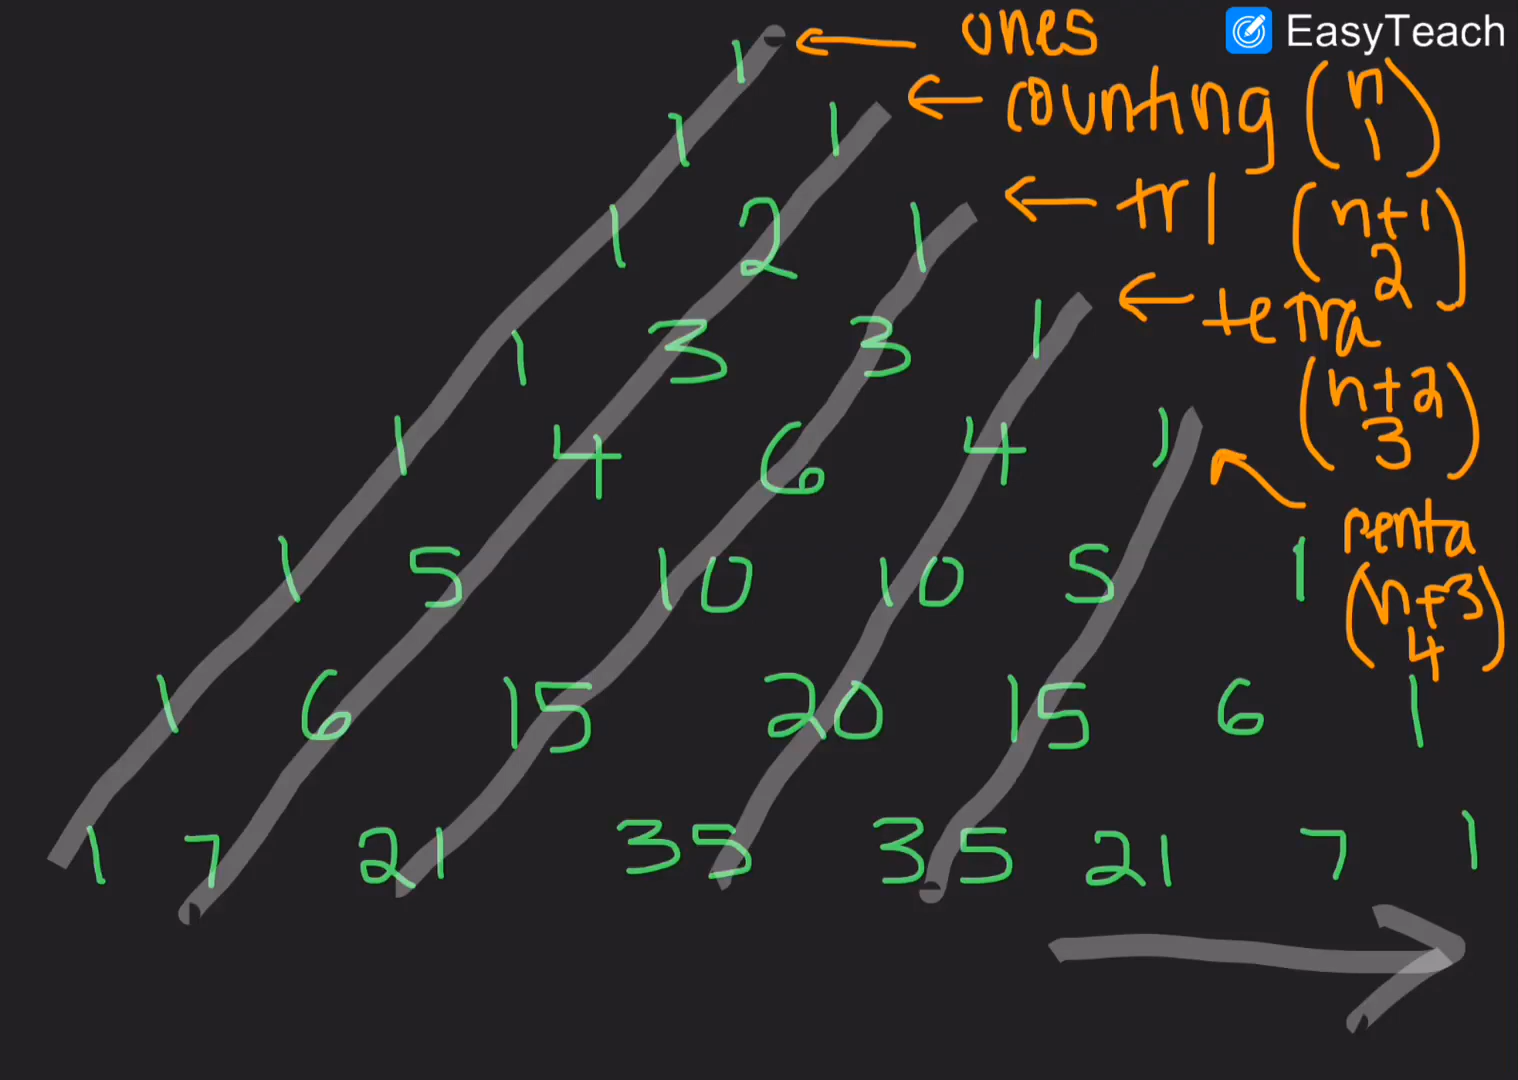 ones
EasyTeach
1
counting (n 1)
1 1
tri (n+1 2)
1 2 1
tetra
1 3 3 1
(n+2 3)
1 4 6 4 1
penta
1 5 10 10 5 1
(n+3 4)
1 6 15 20 15 6 1
1 7 21 35 35 21 7 1